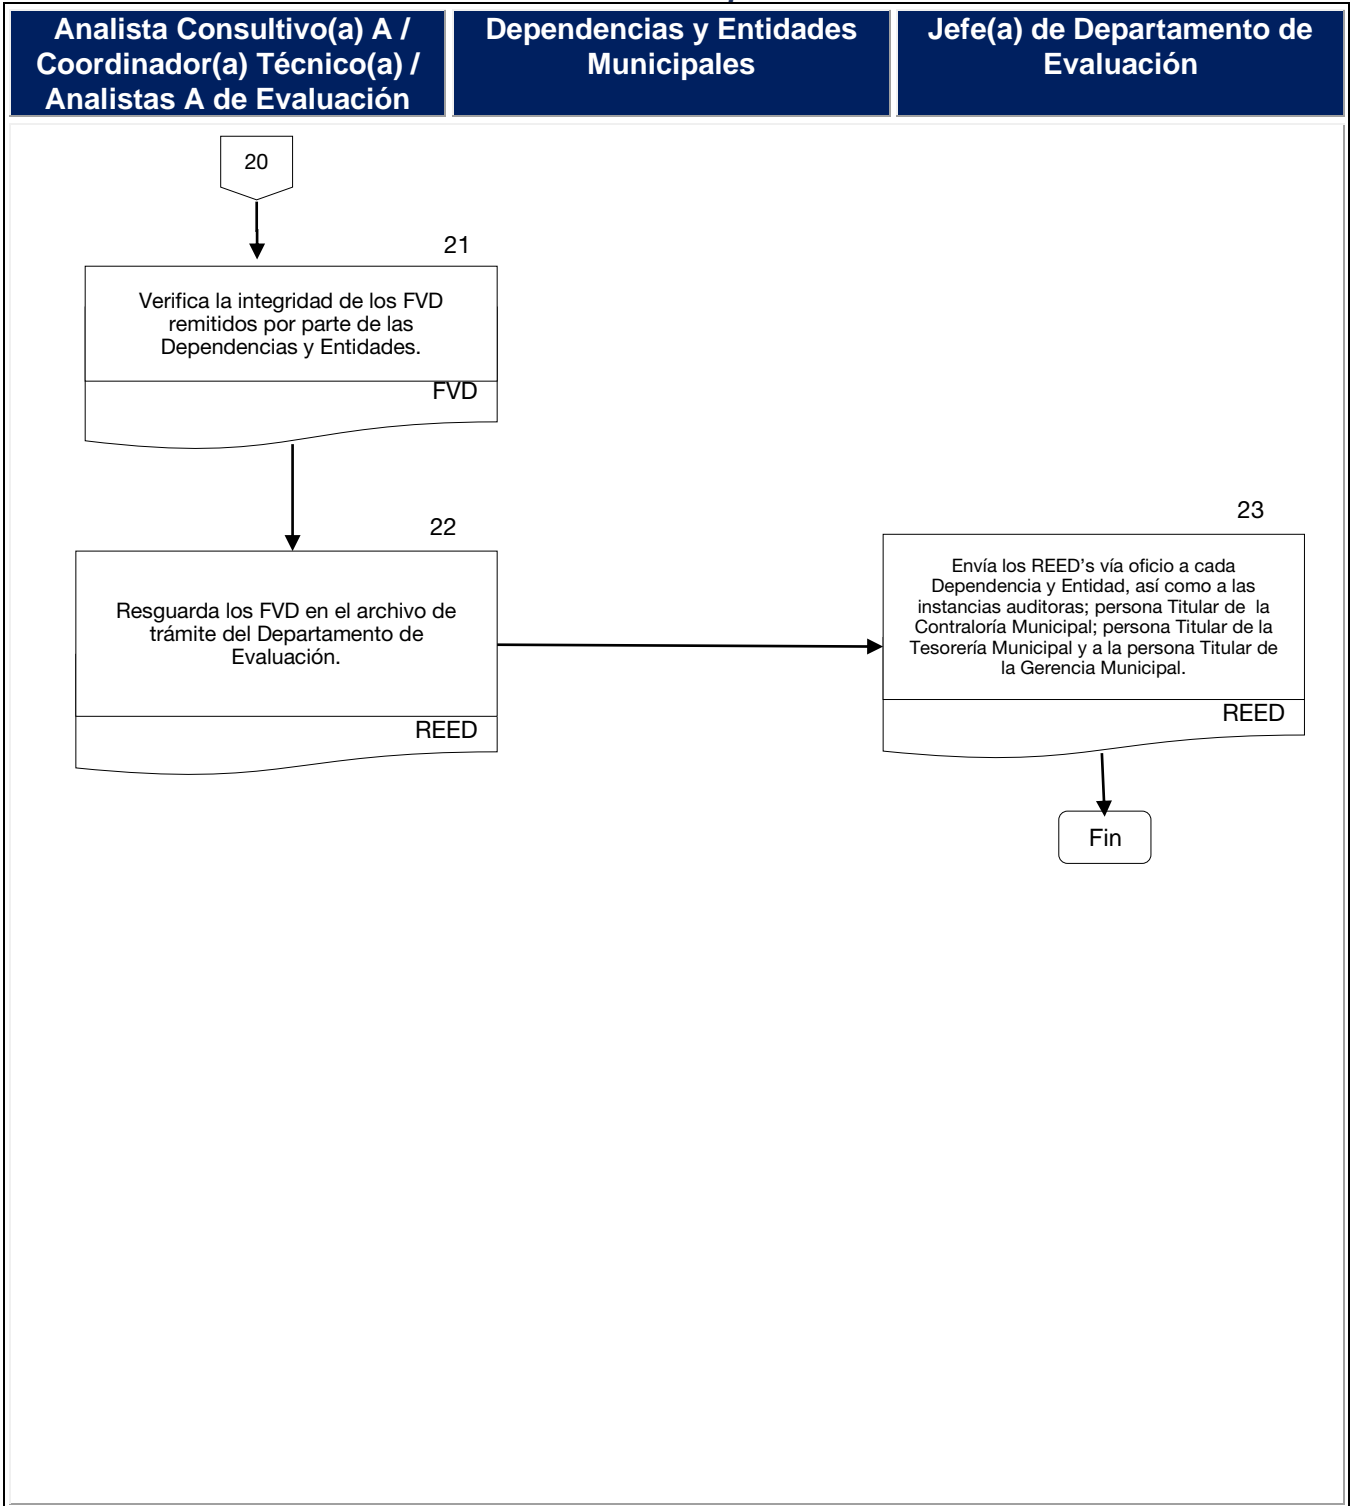 Analista Consultivo(a) A /
Coordinador(a) Técnico(a) /
Analistas A de Evaluación
Dependencias y Entidades
Municipales
Jefe(a) de Departamento de
Evaluación
20
21
Verifica la integridad de los FVD
remitidos por parte de las
Dependencias y Entidades.
FVD
22
Resguarda los FVD en el archivo de
trámite del Departamento de
Evaluación.
REED
23
Envía los REED's vía oficio a cada
Dependencia y Entidad, así como a las
instancias auditoras; persona Titular de la
Contraloría Municipal; persona Titular de la
Tesorería Municipal y a la persona Titular de
la Gerencia Municipal.
REED
Fin